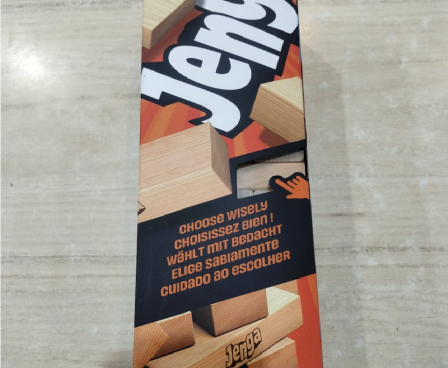 Jenga
CHOOSE WISELY
CHOISISSEZ BIEN !
WÄHLT MIT BEDACHT
ELIGE SABIAMENTE
CUIDADO AO ESCOLHER
Jenga